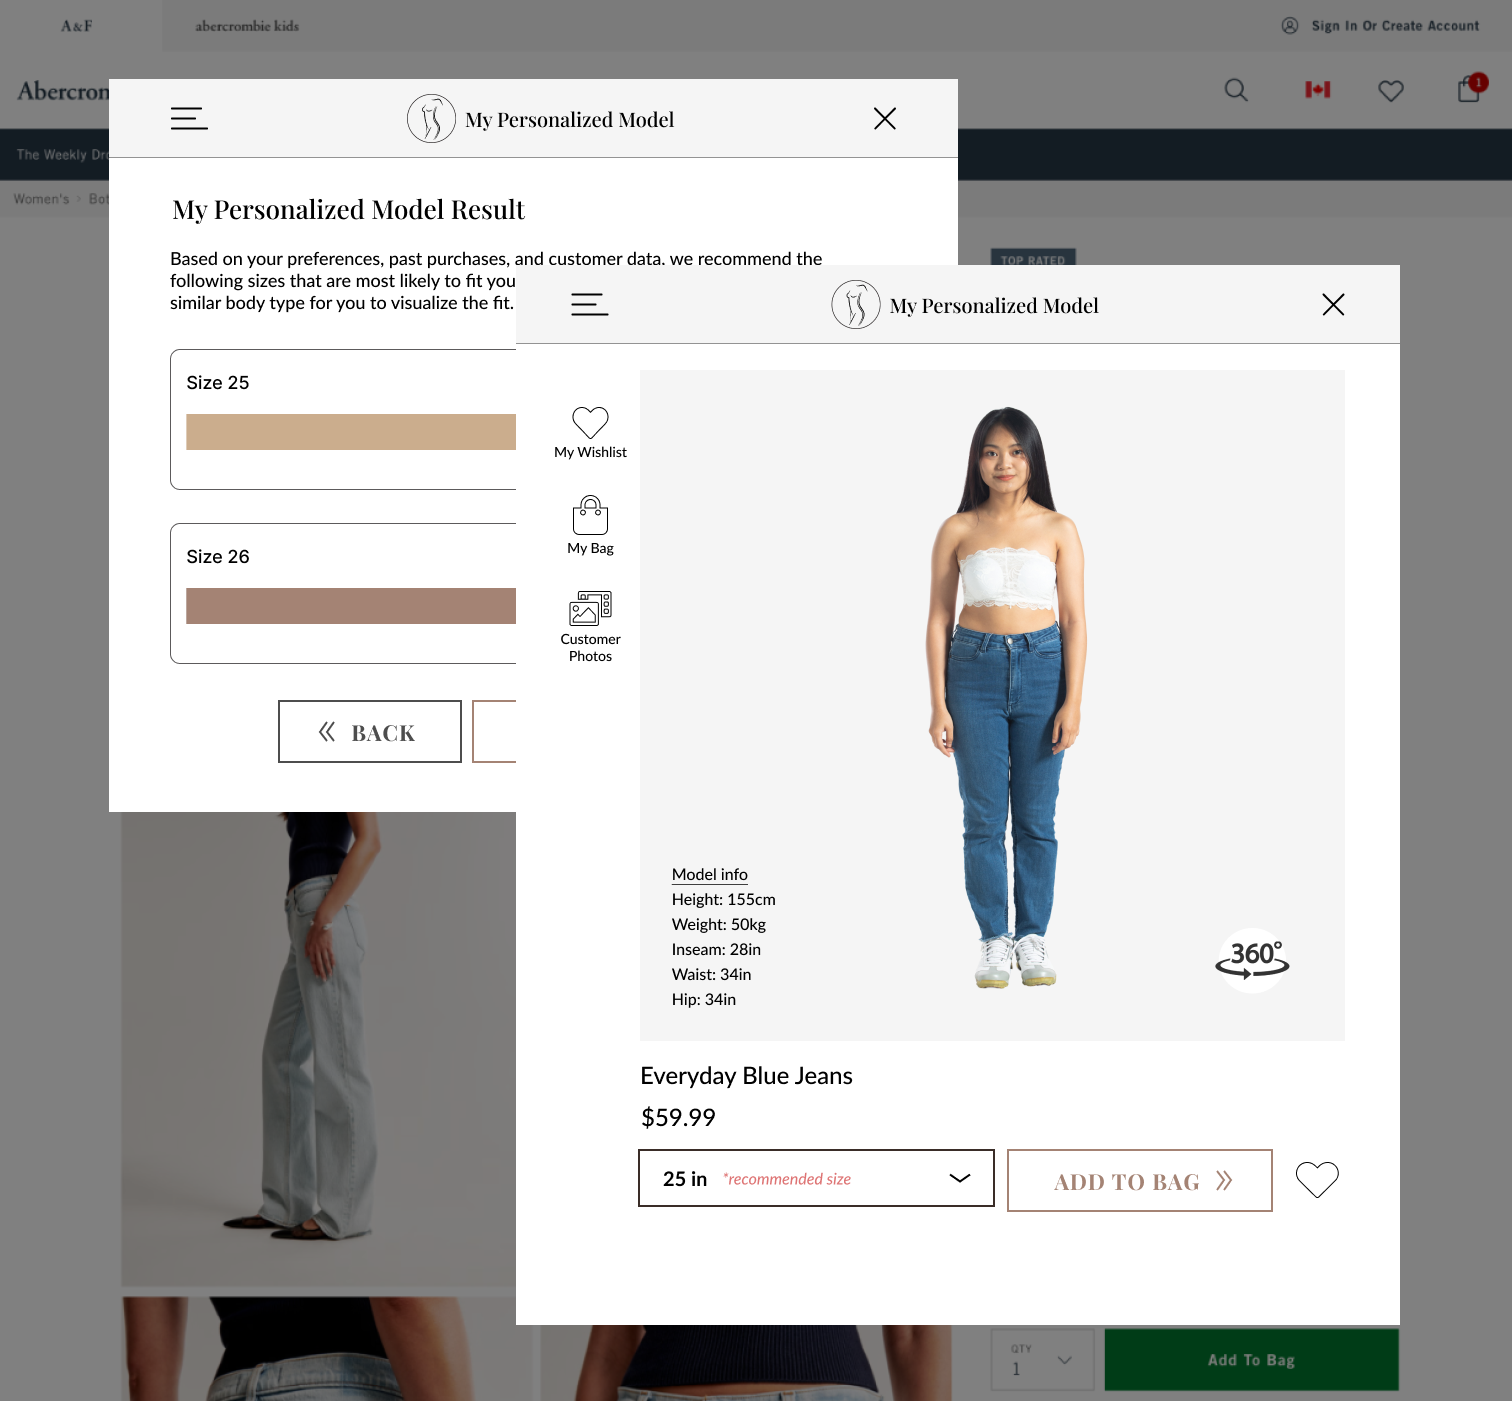 A&F
abercrombie kids
Sign In Or Create Account
Abercrom
1
The Weekly Dro
Women's > Bot
TOP RATED
My Personalized Model
My Personalized Model Result
Based on your preferences, past purchases, and customer data. we recommend the
following sizes that are most likely to fit you
similar body type for you to visualize the fit.
Size 25
Size 26
BACK
My Personalized Model
My Wishlist
My Bag
Customer
Photos
Model info
Height: 155cm
Weight: 50kg
Inseam: 28in
Waist: 34in
Hip: 34in
360°
Everyday Blue Jeans
$59.99
25 in *recommended size
ADD TO BAG
QTY
1
Add To Bag